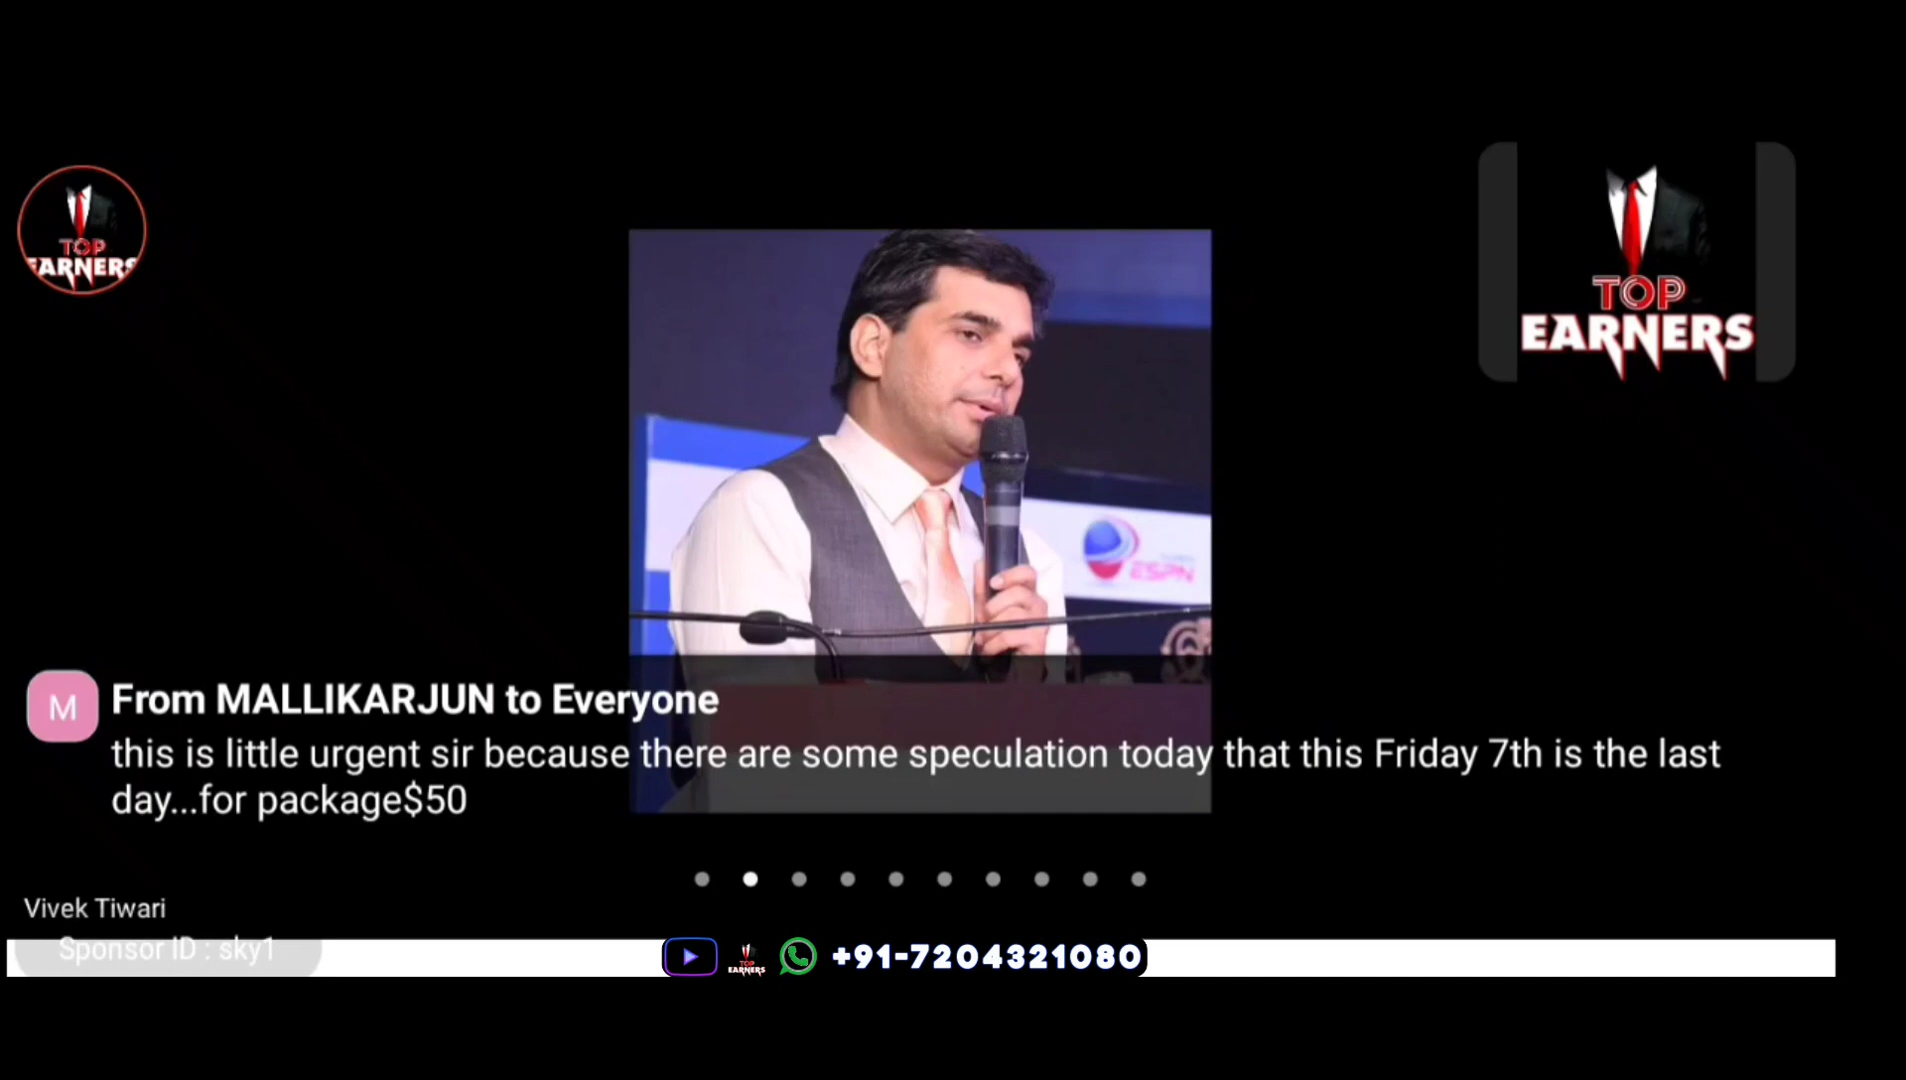 TOP
EARNERS
TOP
EARNERS
ESPN
M
From MALLIKARJUN to Everyone
this is little urgent sir because there are some speculation today that this Friday 7th is the last
day...for package$50
Vivek Tiwari
Sponsor ID : sky1
TOP
EARNERS
+91-7204321080